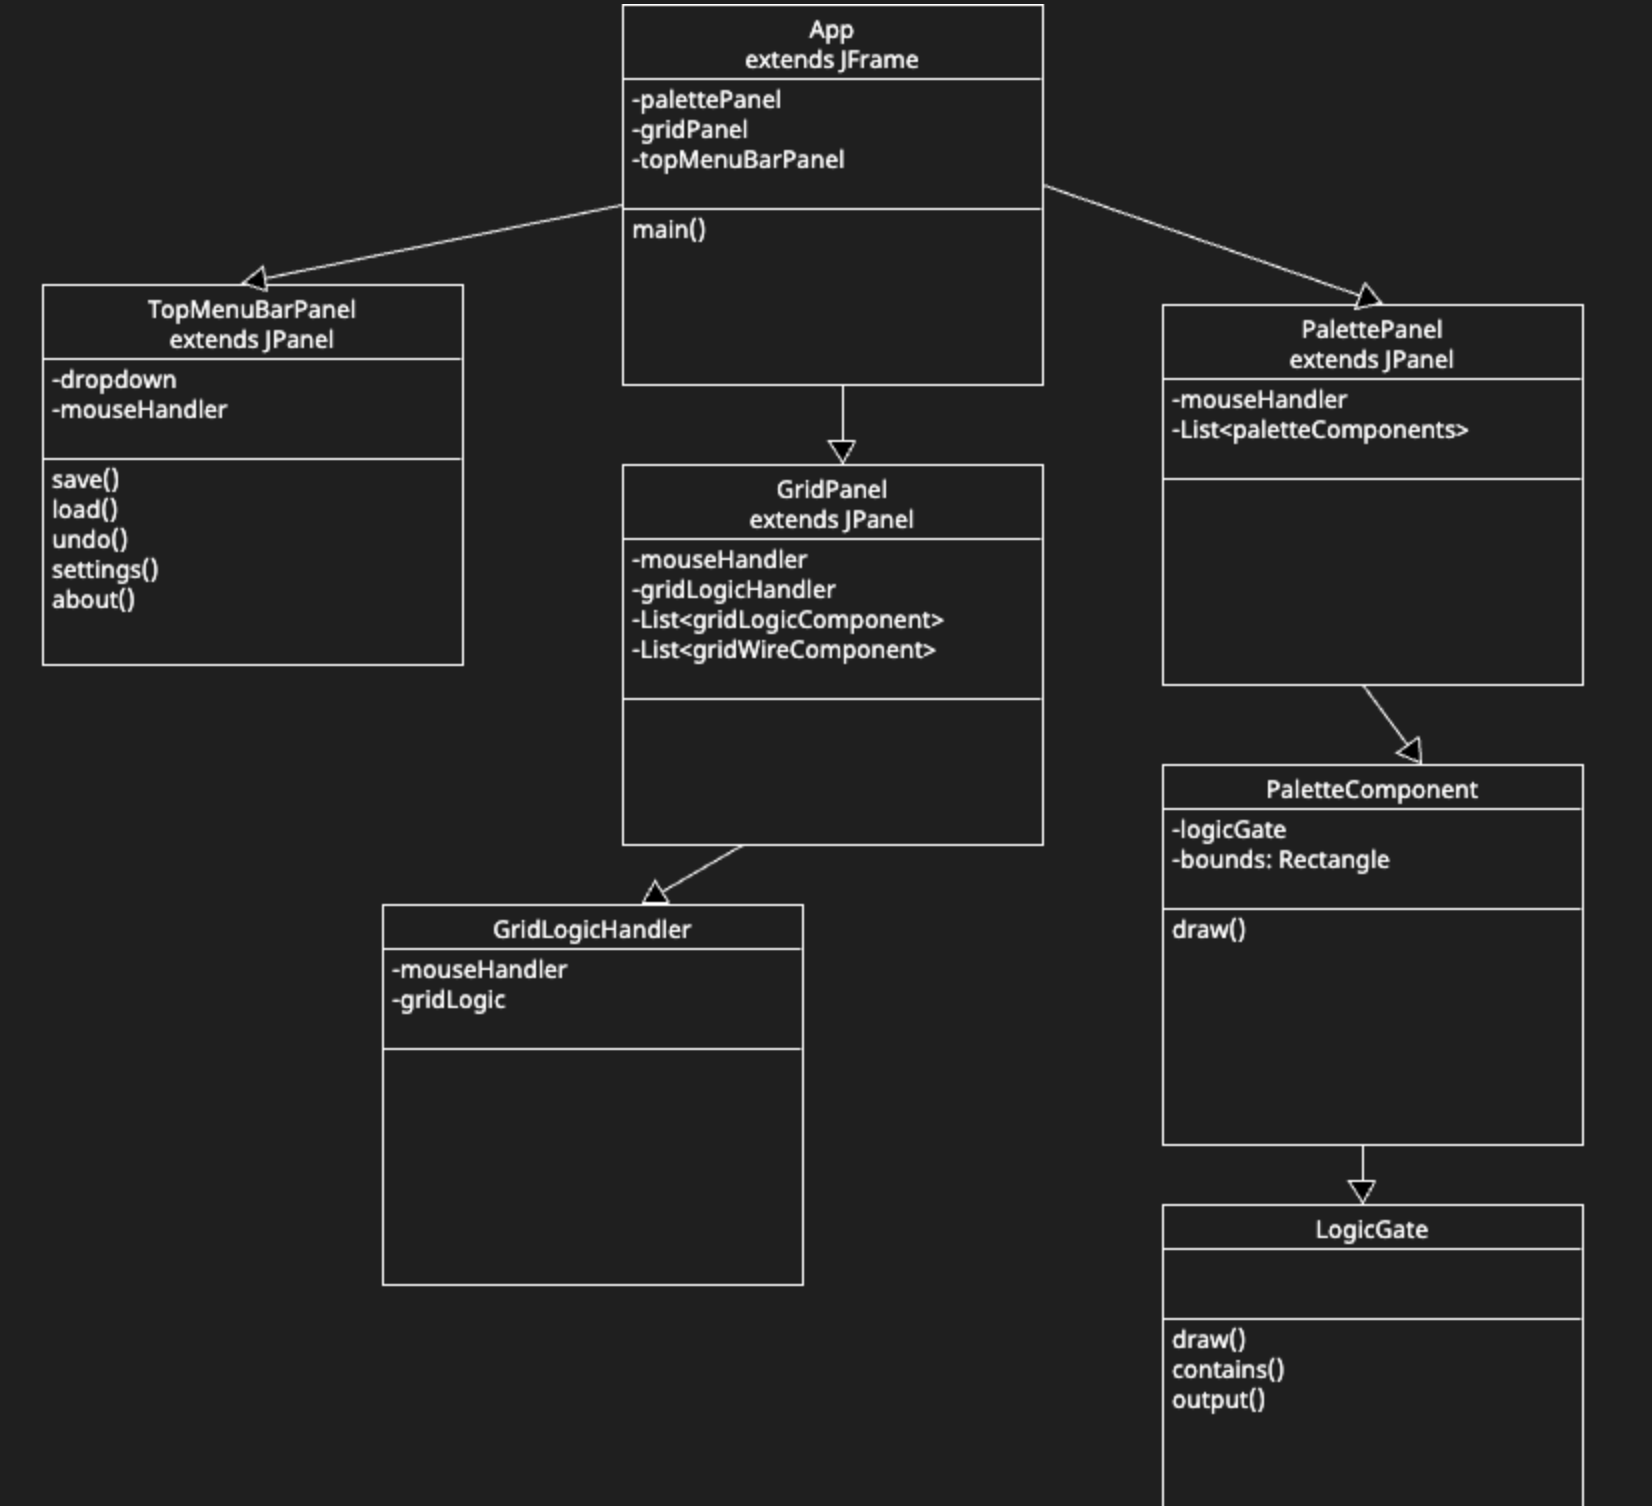 App
extends JFrame
-palettePanel
-gridPanel
-topMenuBarPanel
main()
TopMenuBarPanel
extends JPanel
-dropdown
-mouseHandler
save()
load()
undo()
settings()
about()
GridPanel
extends JPanel
-mouseHandler
-gridLogicHandler
-List<gridLogicComponent>
-List<gridWireComponent>
PalettePanel
extends JPanel
-mouseHandler
-List<paletteComponents>
GridLogicHandler
-mouseHandler
-gridLogic
PaletteComponent
-logicGate
-bounds: Rectangle
draw()
LogicGate
draw()
contains()
output()